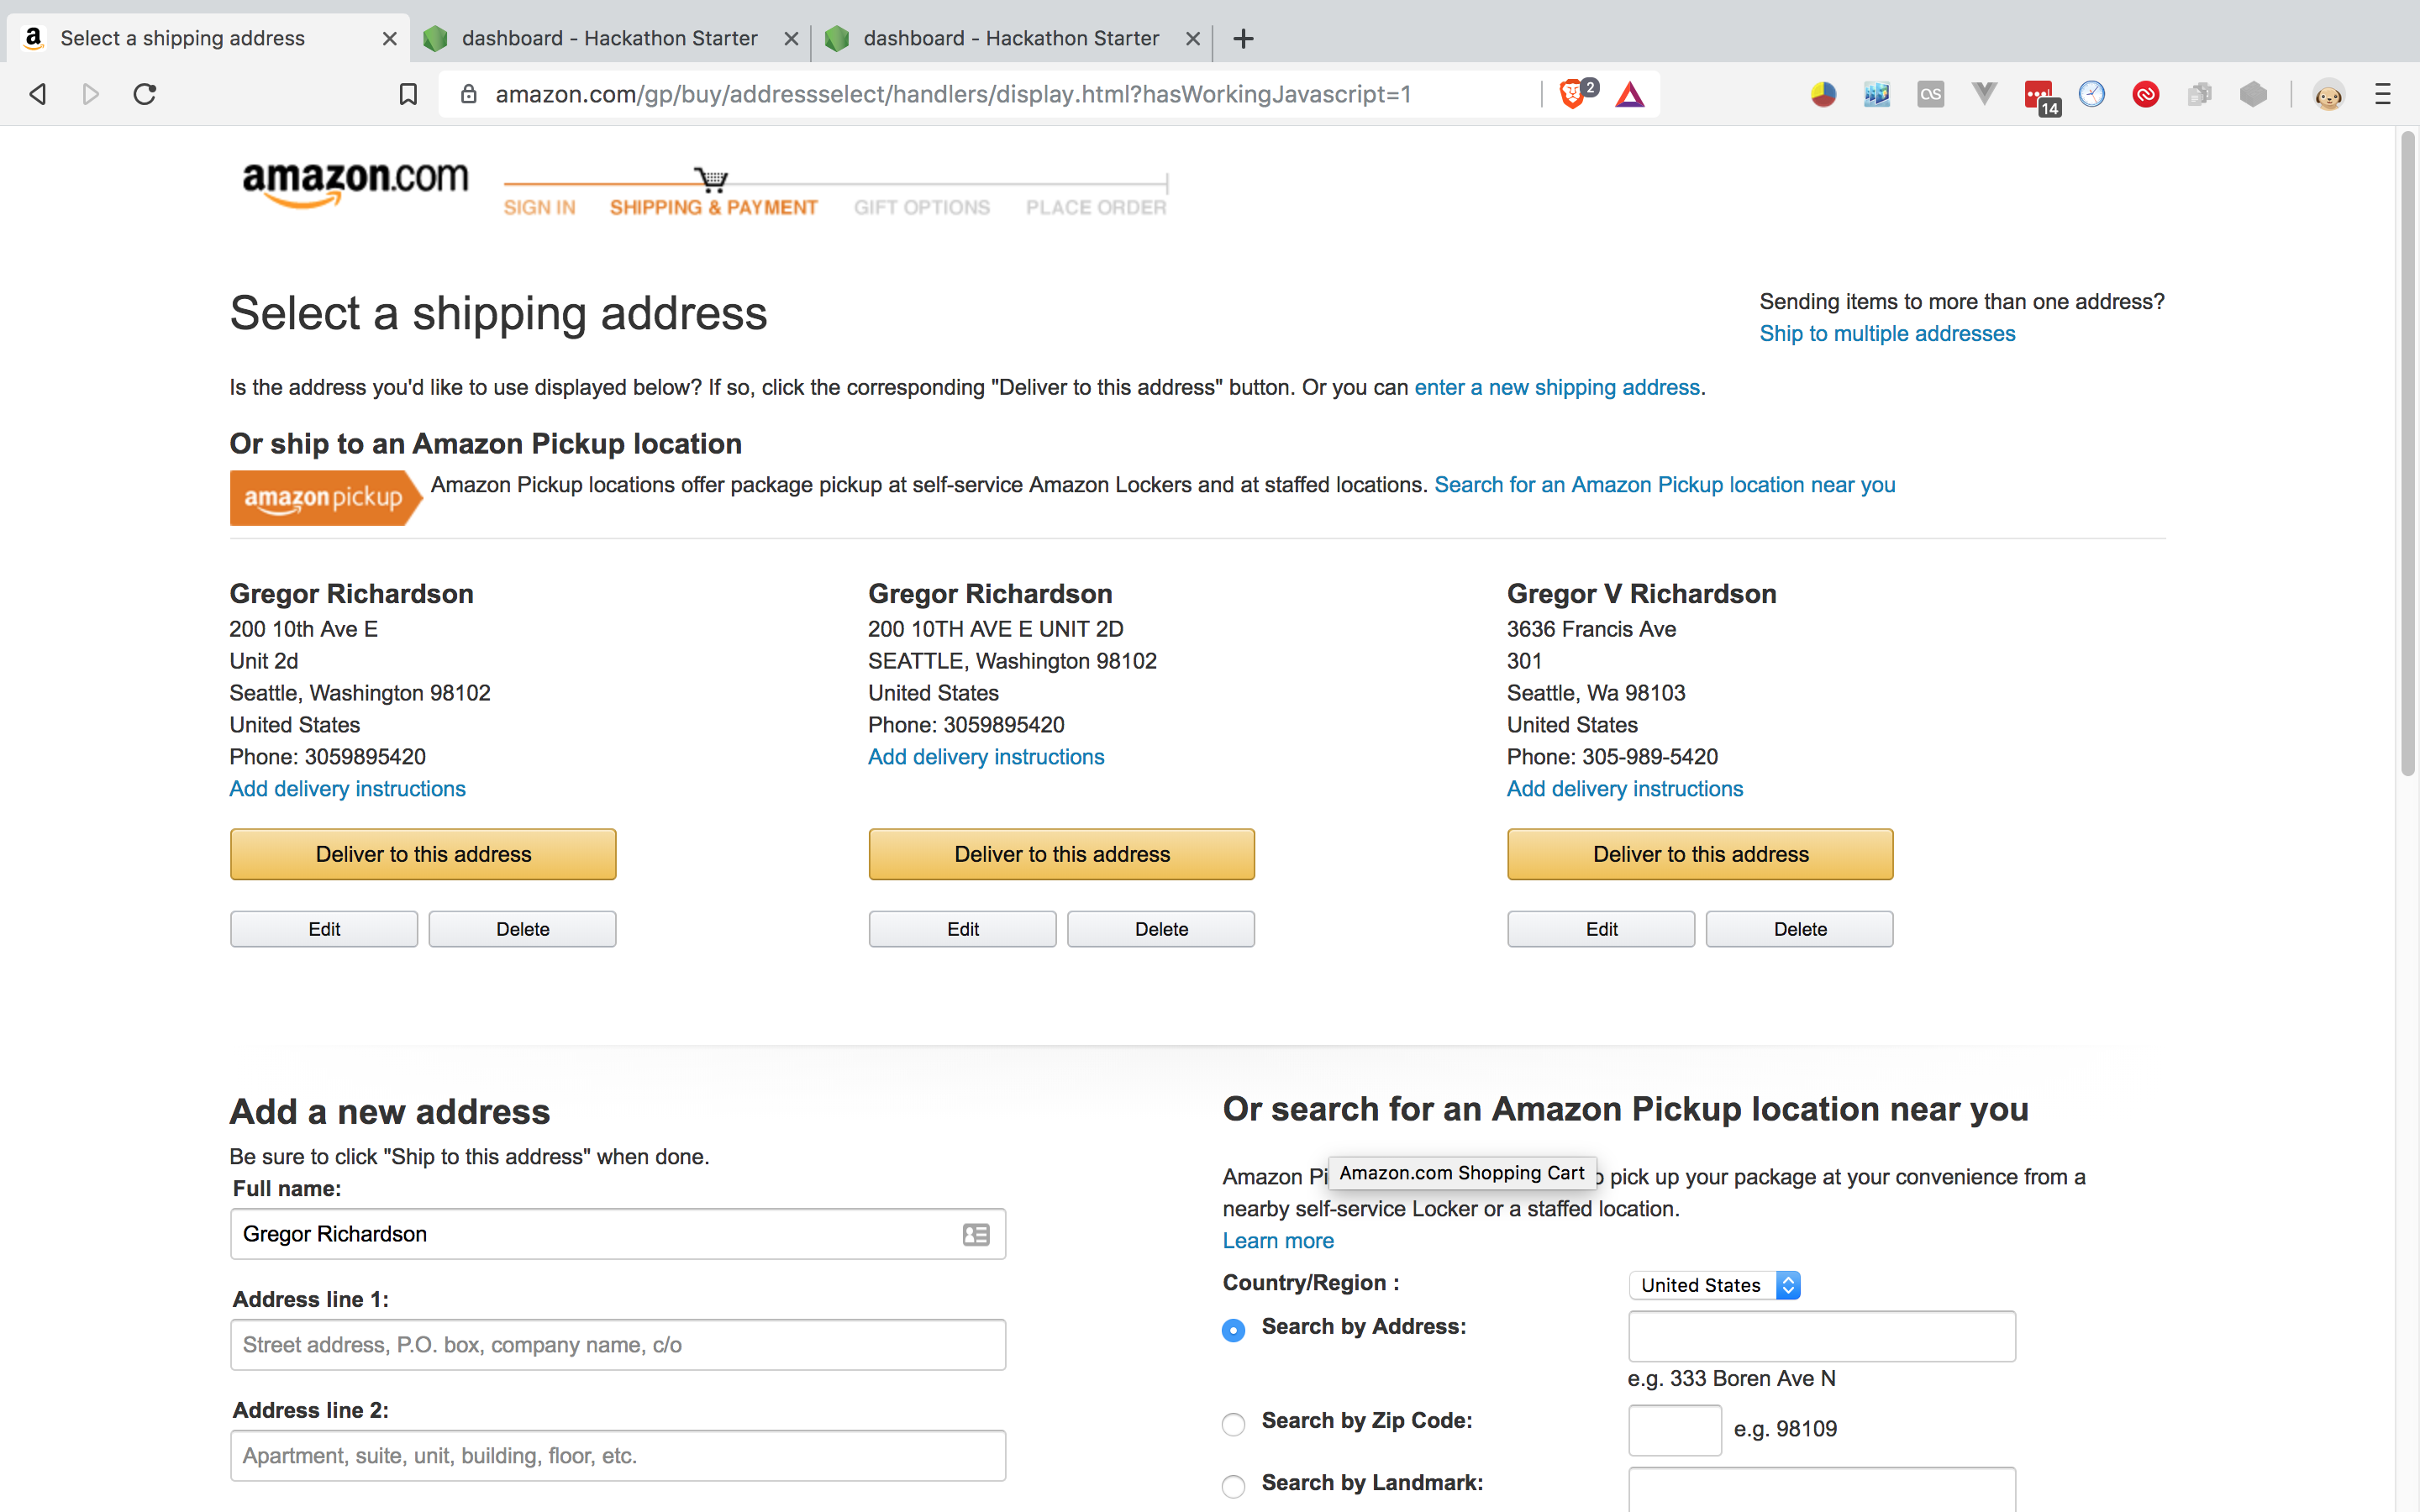 Select a shipping address
dashboard - Hackathon Starter
dashboard - Hackathon Starter
amazon.com/gp/buy/addressselect/handlers/display.html?hasWorkingJavascript=1
2
14
amazon.com
SIGN IN SHIPPING & PAYMENT GIFT OPTIONS PLACE ORDER
Select a shipping address
Sending items to more than one address?
Ship to multiple addresses
Is the address you'd like to use displayed below? If so, click the corresponding "Deliver to this address" button. Or you can enter a new shipping address.
Or ship to an Amazon Pickup location
amazon pickup
Amazon Pickup locations offer package pickup at self-service Amazon Lockers and at staffed locations. Search for an Amazon Pickup location near you
Gregor Richardson
200 10th Ave E
Unit 2d
Seattle, Washington 98102
United States
Phone: 3059895420
Add delivery instructions
Deliver to this address
Edit
Delete
Gregor Richardson
200 10TH AVE E UNIT 2D
SEATTLE, Washington 98102
United States
Phone: 3059895420
Add delivery instructions
Deliver to this address
Edit
Delete
Gregor V Richardson
3636 Francis Ave
301
Seattle, Wa 98103
United States
Phone: 305-989-5420
Add delivery instructions
Deliver to this address
Edit
Delete
Add a new address
Be sure to click "Ship to this address" when done.
Full name:
Gregor Richardson
Address line 1:
Street address, P.O. box, company name, c/o
Address line 2:
Apartment, suite, unit, building, floor, etc.
Or search for an Amazon Pickup location near you
Amazon.com Shopping Cart
Amazon pick up your package at your convenience from a
nearby self-service Locker or a staffed location.
Learn more
Country/Region :
United States
Search by Address:
e.g. 333 Boren Ave N
Search by Zip Code:
e.g. 98109
Search by Landmark: